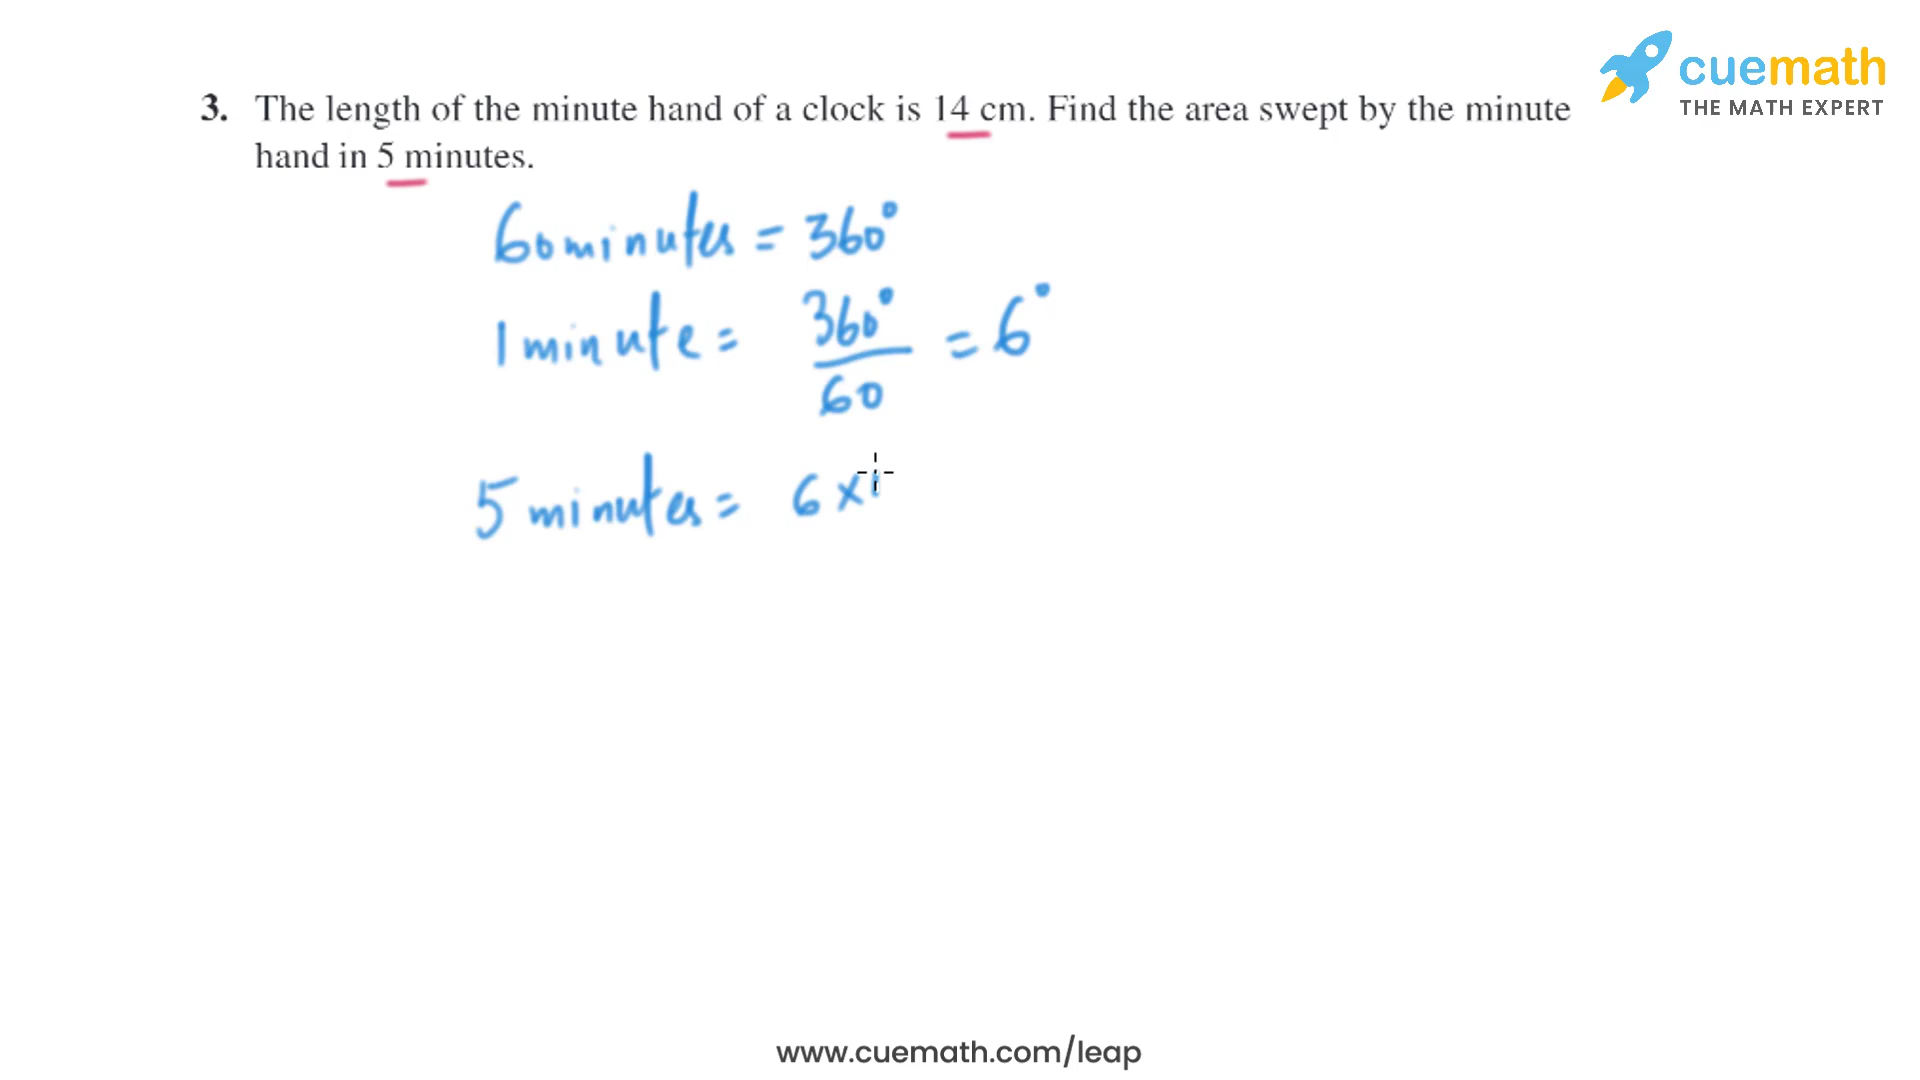 cuemath
THE MATH EXPERT
3. The length of the minute hand of a clock is 14 cm. Find the area swept by the minute
hand in 5 minutes.
60 minutes = 360°
1 minute = 360°/60 = 6°
5 minutes = 6 ×
www.cuemath.com/leap